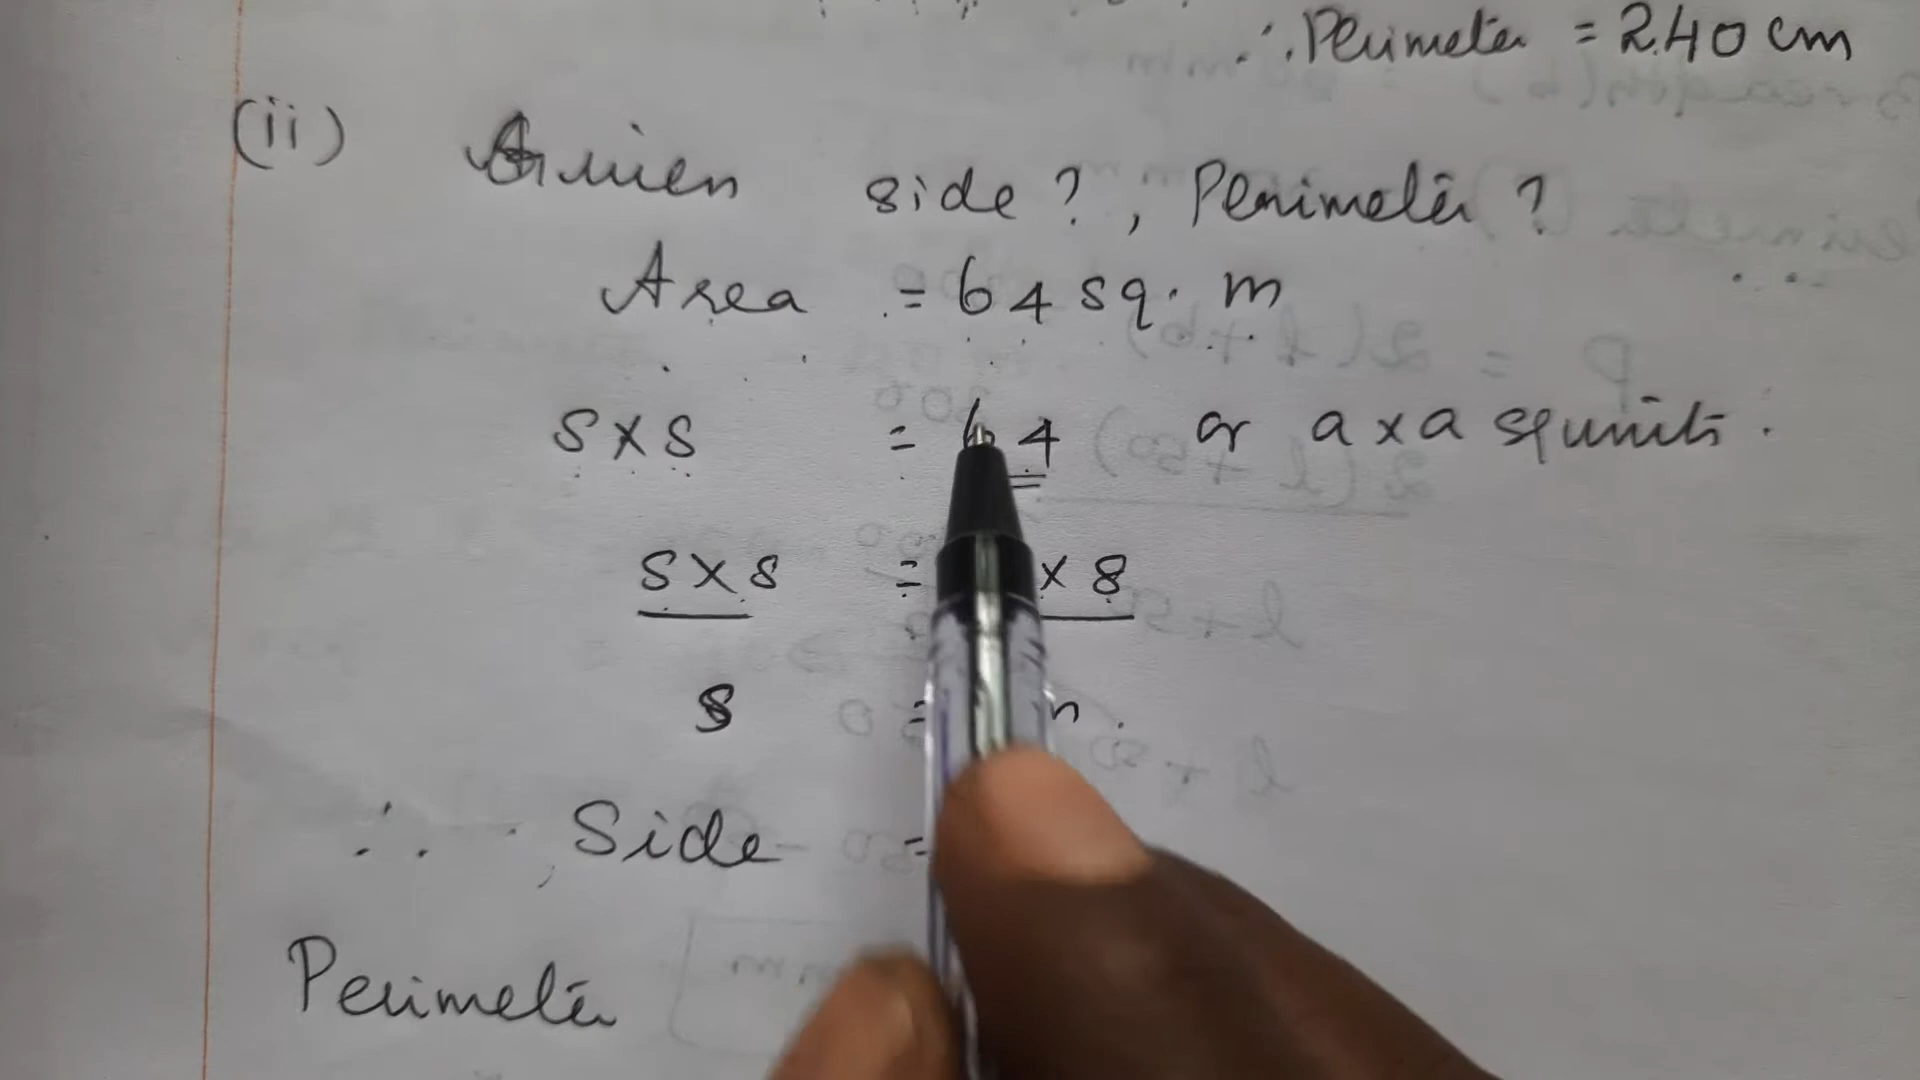 ∴ Perimeter = 240 cm
(ii) Given side ?, Perimeter ?
Area = 64 sq. m
s x s = 64 or a x a sq units.
s x s = x 8
s =
∴ Side =
Perimeter